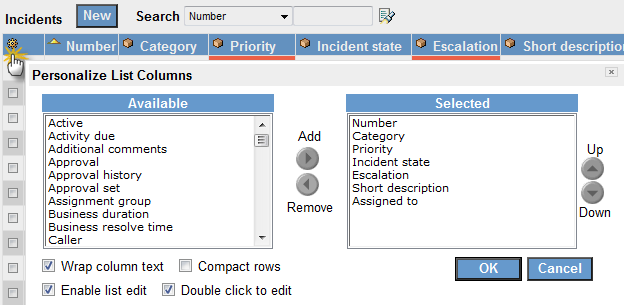 Incidents New Search Number
Number Category Priority Incident state Escalation Short description
Personalize List Columns
Available
Active
Activity due
Additional comments
Approval
Approval history
Approval set
Assignment group
Business duration
Business resolve time
Caller
Add
Remove
Selected
Number
Category
Priority
Incident state
Escalation
Short description
Assigned to
Up
Down
Wrap column text Compact rows
Enable list edit Double click to edit
OK Cancel